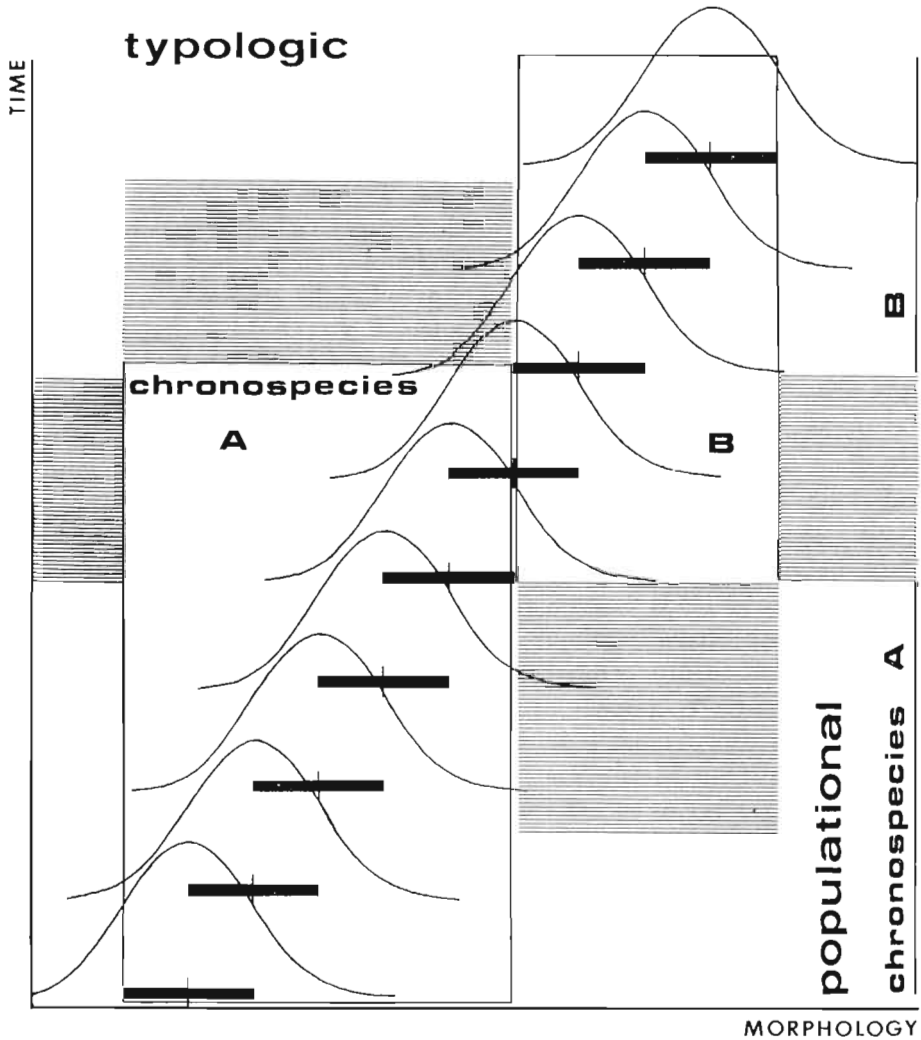 typologic
TIME
chronospecies
A
B
B
populational
chronospecies A
MORPHOLOGY